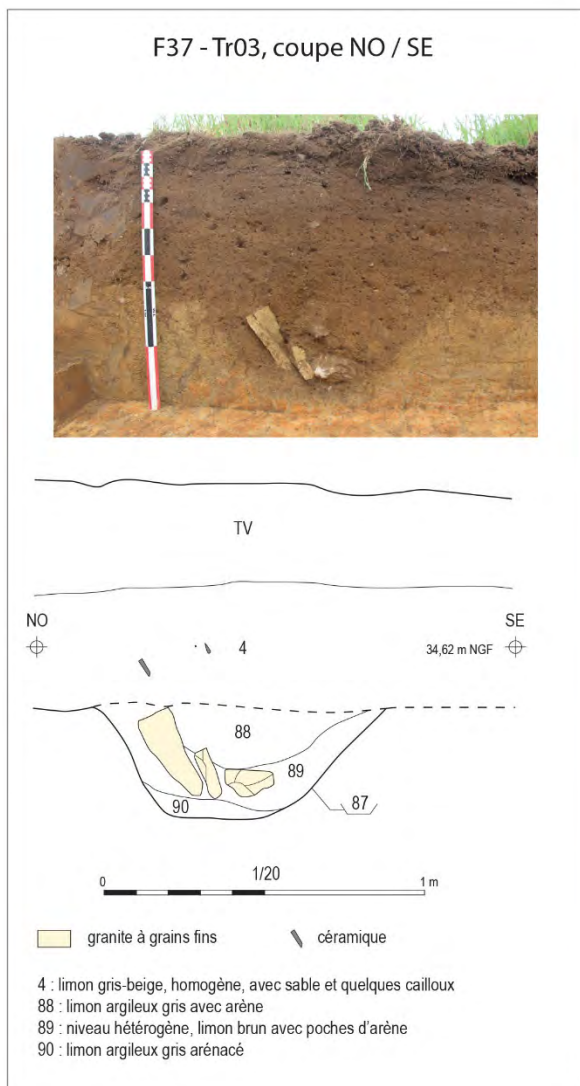 F37 - Tr03, coupe NO / SE
TV
NO
SE
4
34,62 m NGF
88
89
90
87
1/20
0
1 m
granite à grains fins
céramique
4 : limon gris-beige, homogène, avec sable et quelques cailloux
88 : limon argileux gris avec arène
89 : niveau hétérogène, limon brun avec poches d'arène
90 : limon argileux gris arénacé